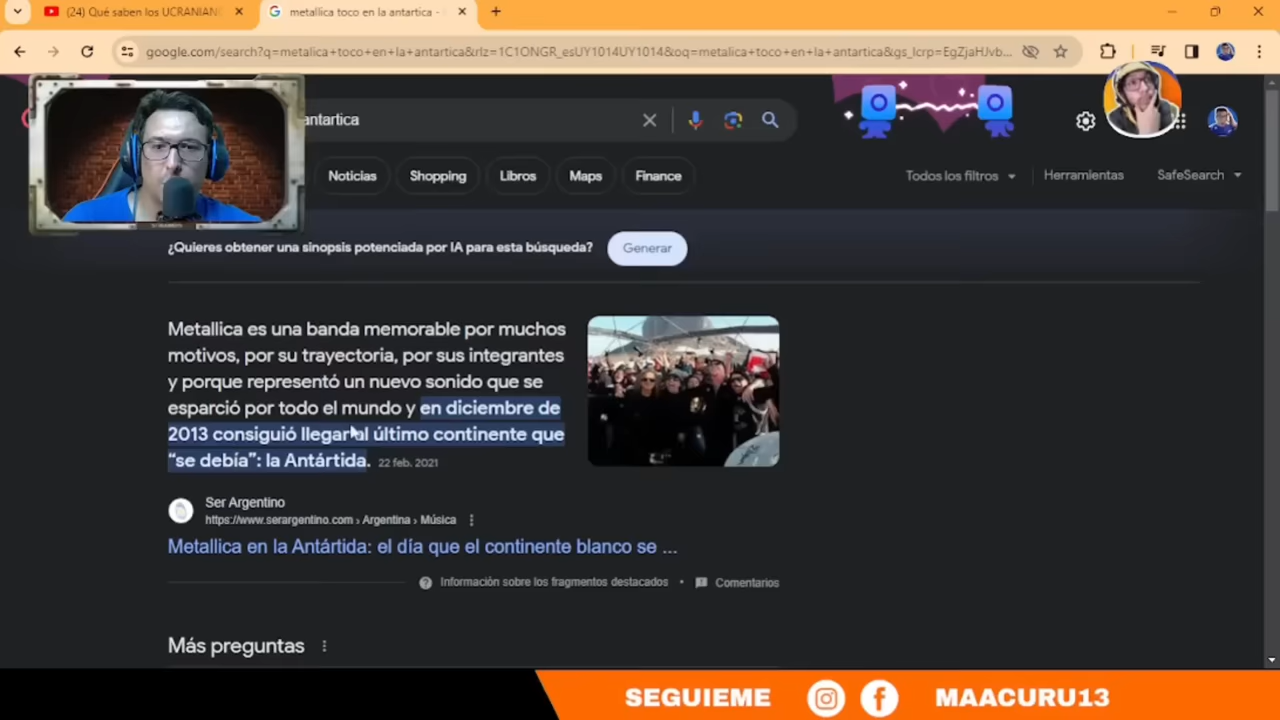 (24) Qué saben los UCRANIANO
metallica toco en la antartica -
google.com/search?q=metalica+toco+en+la+antartica&rlz=1C1ONGR_esUY1014UY1014&oq=metalica+toco+en+la+antartica&gs_lcrp=EgZjaHJvb...
antartica
Noticias
Shopping
Libros
Maps
Finance
Todos los filtros
Herramientas
SafeSearch
¿Quieres obtener una sinopsis potenciada por IA para esta búsqueda?
Generar
Metallica es una banda memorable por muchos
motivos, por su trayectoria, por sus integrantes
y porque representó un nuevo sonido que se
esparció por todo el mundo y en diciembre de
2013 consiguió llegar al último continente que
“se debía”: la Antártida. 22 feb. 2021
Ser Argentino
https://www.serargentino.com › Argentina › Música
Metallica en la Antártida: el día que el continente blanco se ...
Información sobre los fragmentos destacados
Comentarios
Más preguntas
SEGUIEME
MAACURU13